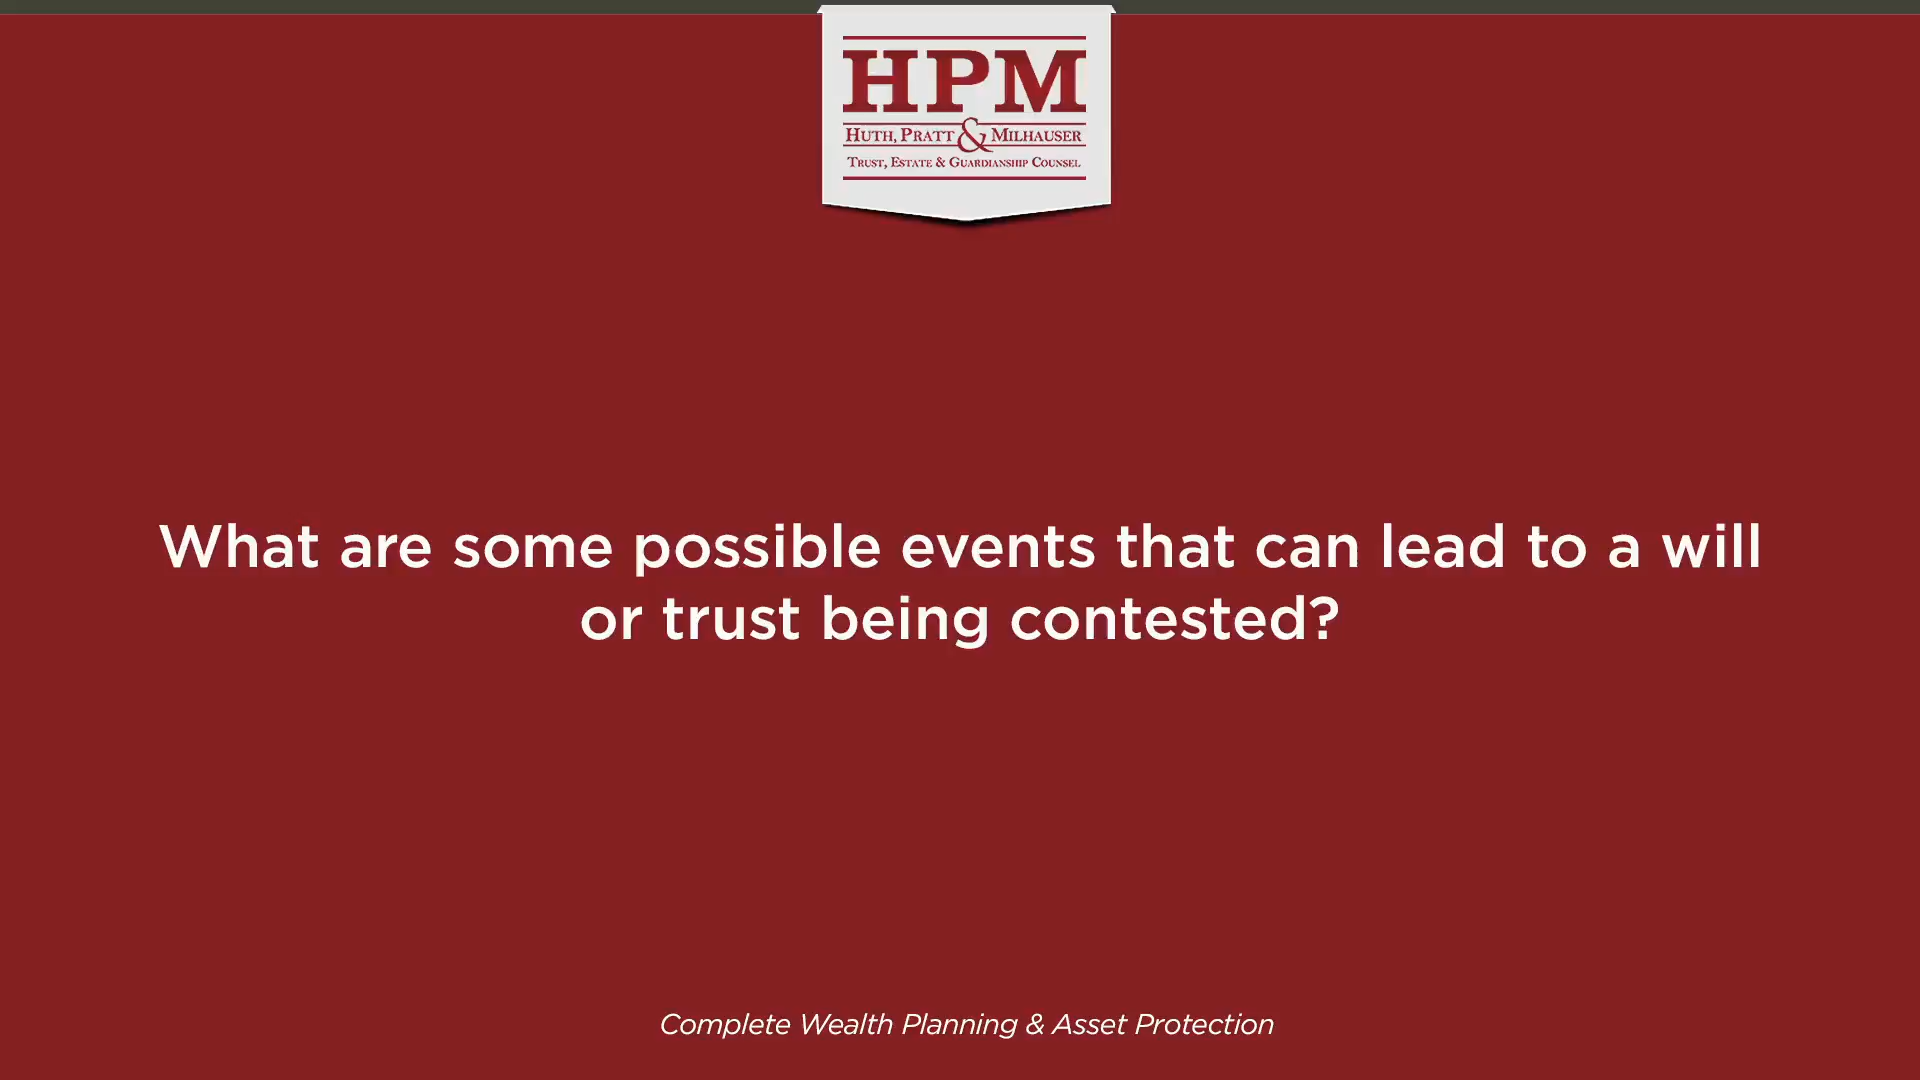 HPM
HUTH, PRATT & MILHAUSER
TRUST, ESTATE & GUARDIANSHIP COUNSEL
What are some possible events that can lead to a will
or trust being contested?
Complete Wealth Planning & Asset Protection